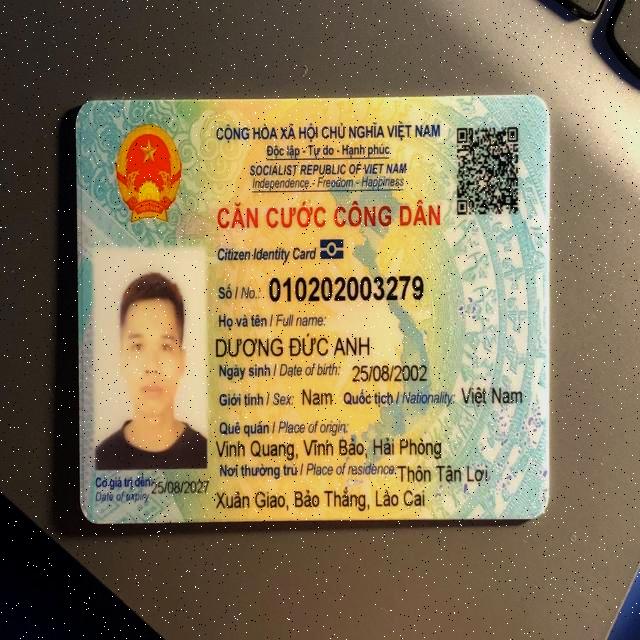 CỘNG HÒA XÃ HỘI CHỦ NGHĨA VIỆT NAM
Độc lập - Tự do - Hạnh phúc
SOCIALIST REPUBLIC OF VIET NAM
Independence - Freedom - Happiness
CĂN CƯỚC CÔNG DÂN
Citizen Identity Card
Số / No.: 010202003279
Họ và tên / Full name:
DƯƠNG ĐỨC ANH
Ngày sinh / Date of birth: 25/08/2002
Giới tính / Sex: Nam Quốc tịch / Nationality: Việt Nam
Quê quán / Place of origin:
Vinh Quang, Vĩnh Bảo, Hải Phòng
Nơi thường trú / Place of residence: Thôn Tân Lợi
Xuân Giao, Bảo Thắng, Lào Cai
Có giá trị đến: 25/08/2027
Date of expiry